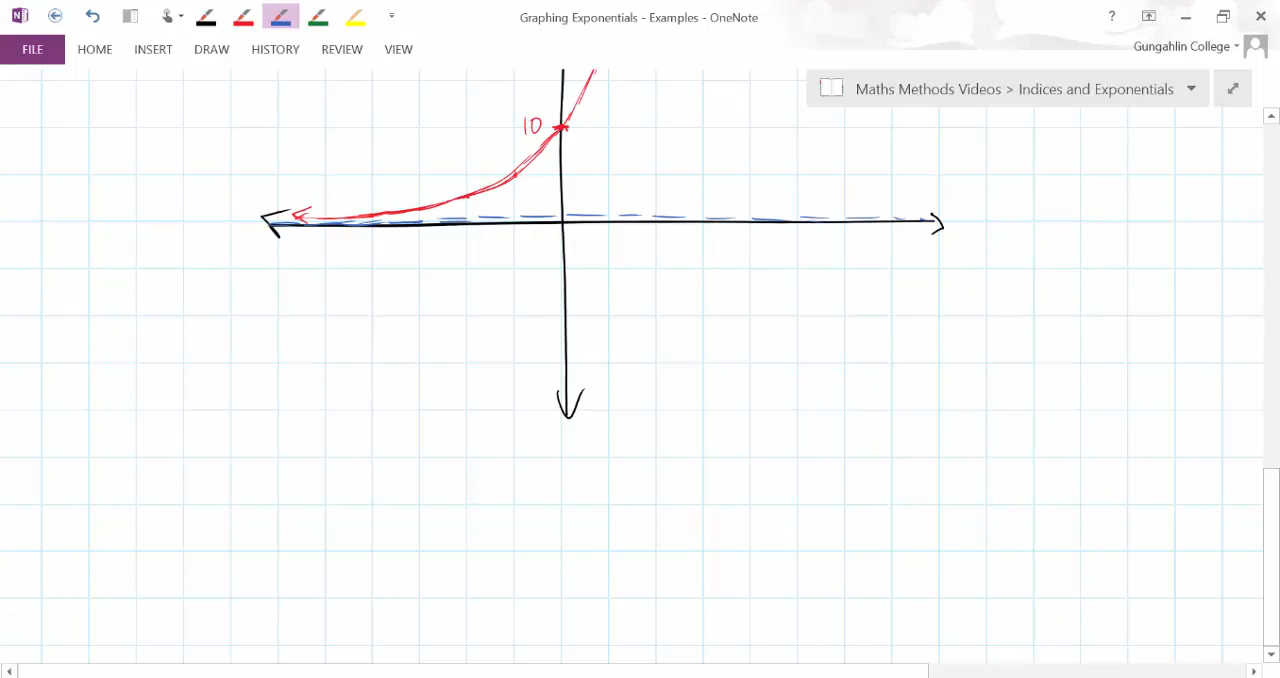 Graphing Exponentials - Examples - OneNote
?
FILE HOME INSERT DRAW HISTORY REVIEW VIEW
Gungahlin College
Maths Methods Videos > Indices and Exponentials
10